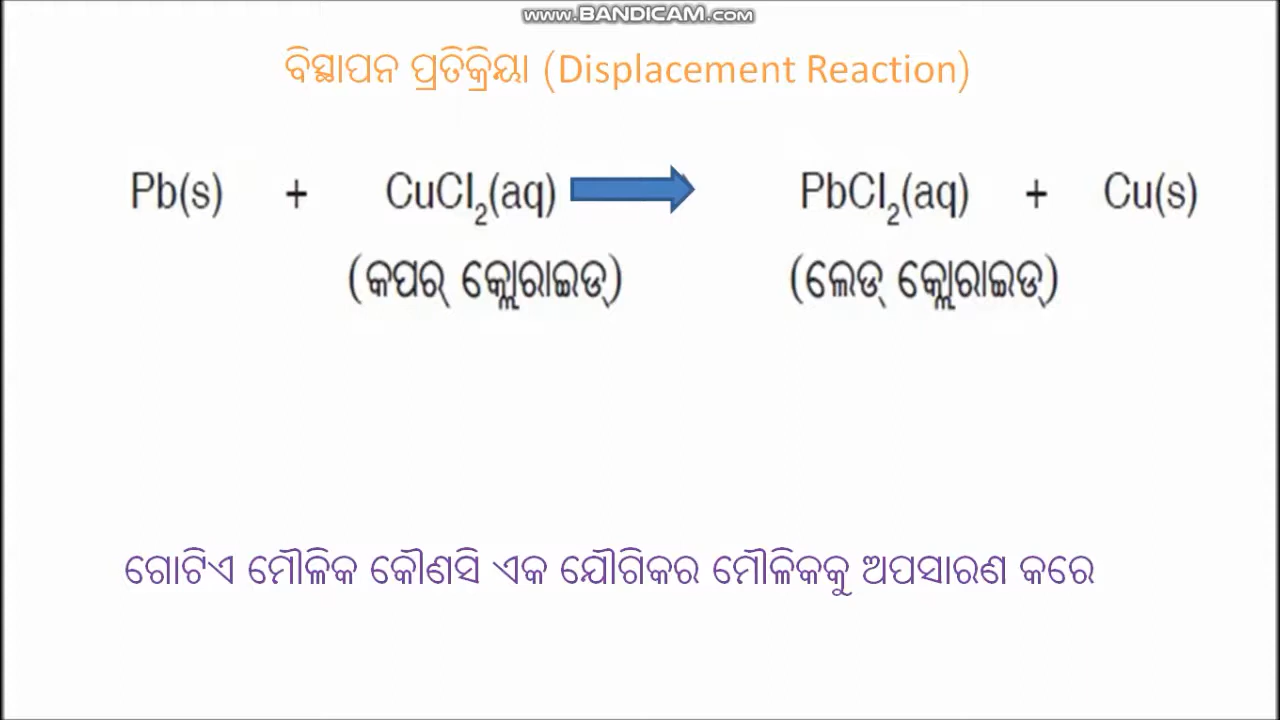 www.BANDICAM.com
ବିସ୍ଥାପନ ପ୍ରତିକ୍ରିୟା (Displacement Reaction)
Pb(s) + CuCl₂(aq) PbCl₂(aq) + Cu(s)
(କପର୍ କ୍ଲୋରାଇଡ୍) (ଲେଡ୍ କ୍ଲୋରାଇଡ୍)
ଗୋଟିଏ ମୌଳିକ କୌଣସି ଏକ ଯୌଗିକର ମୌଳିକକୁ ଅପସାରଣ କରେ